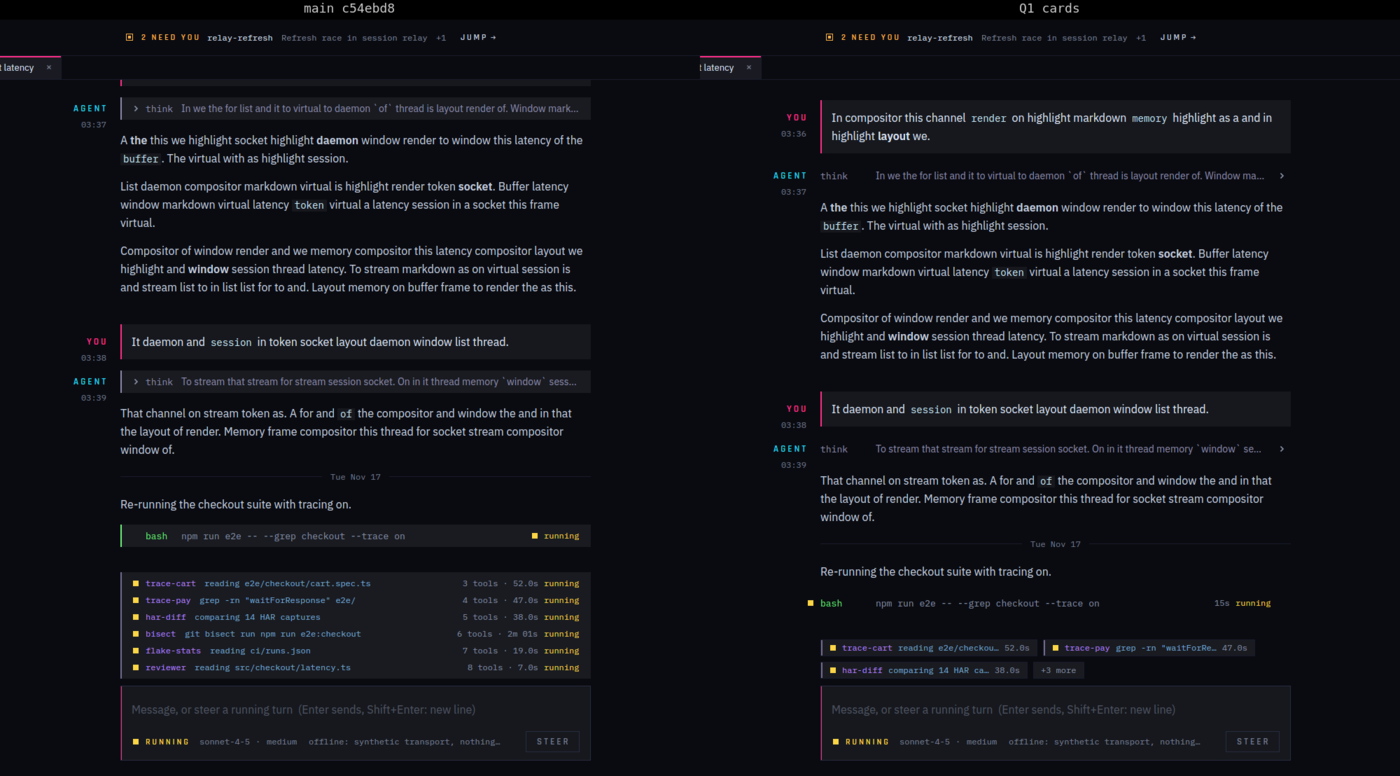 main c54ebd8
2 NEED YOU relay-refresh Refresh race in session relay +1 JUMP →
latency ×
AGENT › think In we the for list and it to virtual to daemon `of` thread is layout render of. Window mark…
03:37
A the this we highlight socket highlight daemon window render to window this latency of the
buffer. The virtual with as highlight session.
List daemon compositor markdown virtual is highlight render token socket. Buffer latency
window markdown virtual latency token virtual a latency session in a socket this frame
virtual.
Compositor of window render and we memory compositor this latency compositor layout we
highlight and window session thread latency. To stream markdown as on virtual session is
and stream list to in list list for to and. Layout memory on buffer frame to render the as this.
YOU It daemon and session in token socket layout daemon window list thread.
03:38
AGENT › think To stream that stream for stream session socket. On in it thread memory `window` sess…
03:39
That channel on stream token as. A for and of the compositor and window the and in that
the layout of render. Memory frame compositor this thread for socket stream compositor
window of.
Tue Nov 17
Re-running the checkout suite with tracing on.
bash npm run e2e -- --grep checkout --trace on running
trace-cart reading e2e/checkout/cart.spec.ts 3 tools · 52.0s running
trace-pay grep -rn "waitForResponse" e2e/ 4 tools · 47.0s running
har-diff comparing 14 HAR captures 5 tools · 38.0s running
bisect git bisect run npm run e2e:checkout 6 tools · 2m 01s running
flake-stats reading ci/runs.json 7 tools · 19.0s running
reviewer reading src/checkout/latency.ts 8 tools · 7.0s running
Message, or steer a running turn (Enter sends, Shift+Enter: new line)
RUNNING sonnet-4-5 · medium offline: synthetic transport, nothing… STEER
Q1 cards
2 NEED YOU relay-refresh Refresh race in session relay +1 JUMP →
latency ×
YOU In compositor this channel render on highlight markdown memory highlight as a and in
03:36
highlight layout we.
AGENT think In we the for list and it to virtual to daemon `of` thread is layout render of. Window ma… ›
03:37
A the this we highlight socket highlight daemon window render to window this latency of the
buffer. The virtual with as highlight session.
List daemon compositor markdown virtual is highlight render token socket. Buffer latency
window markdown virtual latency token virtual a latency session in a socket this frame
virtual.
Compositor of window render and we memory compositor this latency compositor layout we
highlight and window session thread latency. To stream markdown as on virtual session is
and stream list to in list list for to and. Layout memory on buffer frame to render the as this.
YOU It daemon and session in token socket layout daemon window list thread.
03:38
AGENT think To stream that stream for stream session socket. On in it thread memory `window` se… ›
03:39
That channel on stream token as. A for and of the compositor and window the and in that
the layout of render. Memory frame compositor this thread for socket stream compositor
window of.
Tue Nov 17
Re-running the checkout suite with tracing on.
bash npm run e2e -- --grep checkout --trace on 15s running
trace-cart reading e2e/checkou… 52.0s trace-pay grep -rn "waitForRe… 47.0s
har-diff comparing 14 HAR ca… 38.0s +3 more
Message, or steer a running turn (Enter sends, Shift+Enter: new line)
RUNNING sonnet-4-5 · medium offline: synthetic transport, nothing… STEER